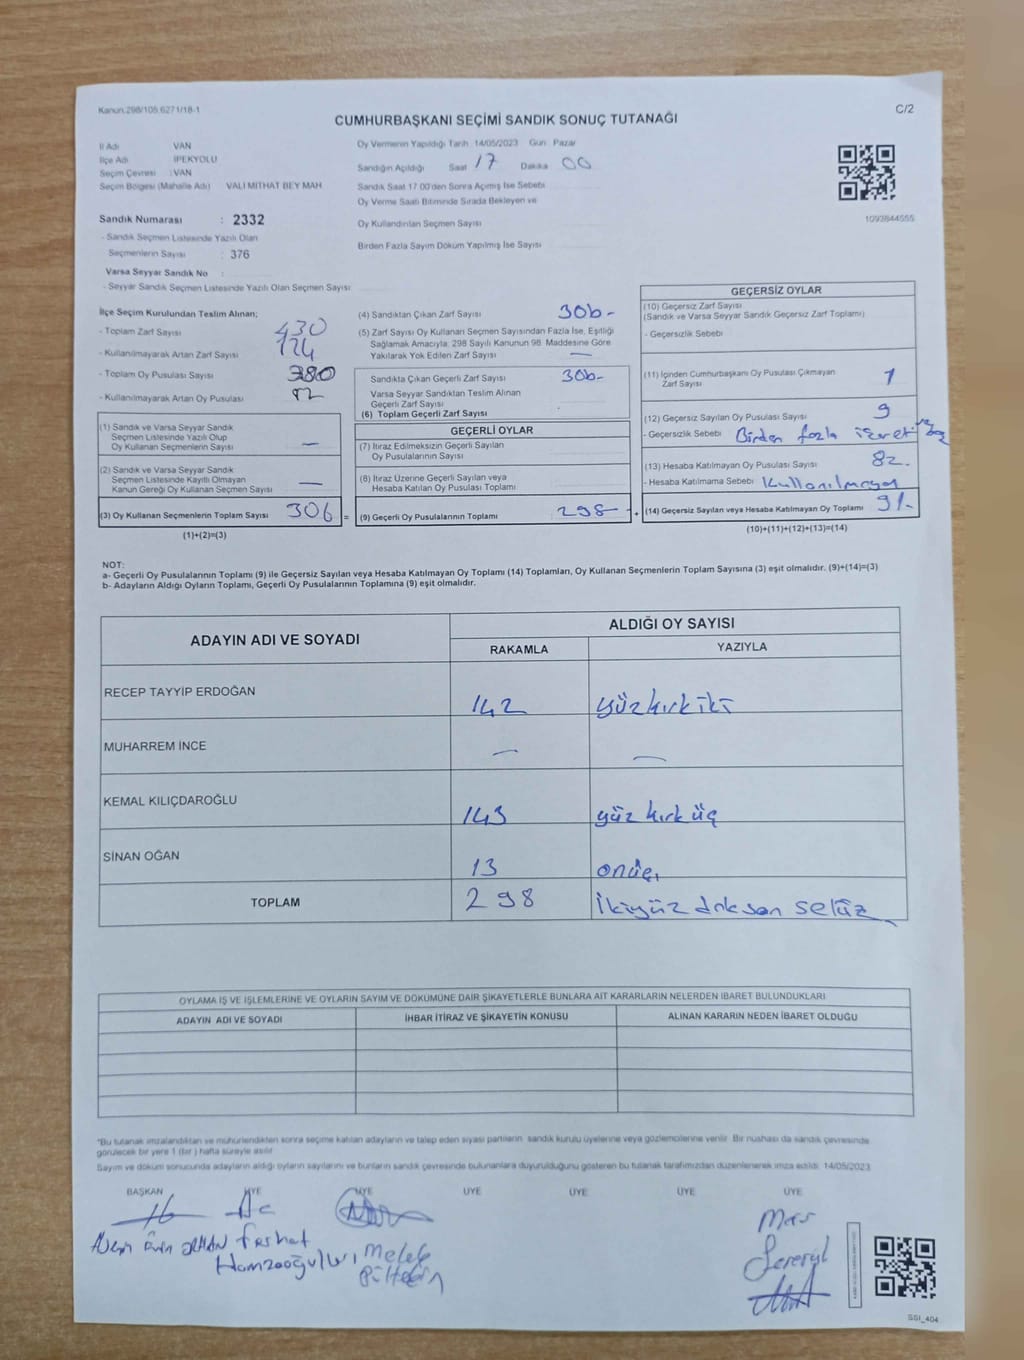 Kanun.298/105.6271/18-1
C/2
CUMHURBAŞKANI SEÇİMİ SANDIK SONUÇ TUTANAĞI
İl Adı VAN
İlçe Adı İPEKYOLU
Seçim Çevresi : VAN
Seçim Bölgesi (Mahalle Adı) VALİ MİTHAT BEY MAH
Sandık Numarası : 2332
- Sandık Seçmen Listesinde Yazılı Olan
Seçmenlerin Sayısı : 376
Varsa Seyyar Sandık No :
- Seyyar Sandık Seçmen Listesinde Yazılı Olan Seçmen Sayısı
Oy Vermenin Yapıldığı Tarih 14/05/2023 Gün Pazar
Sandığın Açıldığı Saat 17 Dakika 00
Sandık Saat 17 00'den Sonra Açılmış İse Sebebi
Oy Verme Saati Bitiminde Sırada Bekleyen ve
Oy Kullandırılan Seçmen Sayısı
Birden Fazla Sayım Döküm Yapılmış İse Sayısı
1093844555
İlçe Seçim Kurulundan Teslim Alınan;
- Toplam Zarf Sayısı 430
- Kullanılmayarak Artan Zarf Sayısı 124
- Toplam Oy Pusulası Sayısı 380
- Kullanılmayarak Artan Oy Pusulası 82
(1) Sandık ve Varsa Seyyar Sandık
Seçmen Listesinde Yazılı Olup
Oy Kullanan Seçmenlerin Sayısı —
(2) Sandık ve Varsa Seyyar Sandık
Seçmen Listesinde Kayıtlı Olmayan
Kanun Gereği Oy Kullanan Seçmen Sayısı —
(3) Oy Kullanan Seçmenlerin Toplam Sayısı 306 =
(1)+(2)=(3)
(4) Sandıktan Çıkan Zarf Sayısı 306-
(5) Zarf Sayısı Oy Kullanan Seçmen Sayısından Fazla İse, Eşitliği
Sağlamak Amacıyla; 298 Sayılı Kanunun 98. Maddesine Göre
Yakılarak Yok Edilen Zarf Sayısı —
Sandıkta Çıkan Geçerli Zarf Sayısı 306-
Varsa Seyyar Sandıktan Teslim Alınan
Geçerli Zarf Sayısı
(6) Toplam Geçerli Zarf Sayısı
GEÇERLİ OYLAR
(7) İtiraz Edilmeksizin Geçerli Sayılan
Oy Pusulalarının Sayısı
(8) İtiraz Üzerine Geçerli Sayılan veya
Hesaba Katılan Oy Pusulası Toplamı
(9) Geçerli Oy Pusulalarının Toplamı 298 +
GEÇERSİZ OYLAR
(10) Geçersiz Zarf Sayısı
(Sandık ve Varsa Seyyar Sandık Geçersiz Zarf Toplamı)
- Geçersizlik Sebebi
(11) İçinden Cumhurbaşkanı Oy Pusulası Çıkmayan
Zarf Sayısı 1
(12) Geçersiz Sayılan Oy Pusulası Sayısı 9
- Geçersizlik Sebebi Birden fazla işaret
(13) Hesaba Katılmayan Oy Pusulası Sayısı 82.
- Hesaba Katılmama Sebebi Kullanılmayan
(14) Geçersiz Sayılan veya Hesaba Katılmayan Oy Toplamı 91.
(10)+(11)+(12)+(13)=(14)
NOT:
a- Geçerli Oy Pusulalarının Toplamı (9) ile Geçersiz Sayılan veya Hesaba Katılmayan Oy Toplamı (14) Toplamları, Oy Kullanan Seçmenlerin Toplam Sayısına (3) eşit olmalıdır. (9)+(14)=(3)
b- Adayların Aldığı Oyların Toplamı, Geçerli Oy Pusulalarının Toplamına (9) eşit olmalıdır.
ADAYIN ADI VE SOYADI
ALDIĞI OY SAYISI
RAKAMLA YAZIYLA
RECEP TAYYİP ERDOĞAN 142 yüzkırkiki
MUHARREM İNCE — —
KEMAL KILIÇDAROĞLU 143 yüz kırk üç
SİNAN OĞAN 13 onüç
TOPLAM 298 ikiyüz doksan sekiz
OYLAMA İŞ VE İŞLEMLERİNE VE OYLARIN SAYIM VE DÖKÜMÜNE DAİR ŞİKAYETLERLE BUNLARA AİT KARARLARIN NELERDEN İBARET BULUNDUKLARI
ADAYIN ADI VE SOYADI İHBAR İTİRAZ VE ŞİKAYETİN KONUSU ALINAN KARARIN NEDEN İBARET OLDUĞU
*Bu tutanak imzalandıktan ve mühürlendikten sonra seçime katılan adayların ve talep eden siyasi partilerin sandık kurulu üyelerine veya gözlemcilerine verilir. Bir nushası da sandık çevresinde
görülecek bir yere 1 (bir) hafta süreyle asılır
Sayım ve döküm sonucunda adayların aldığı oyların sayılarını ve bunların sandık çevresinde bulunanlara duyurulduğunu gösteren bu tutanak tarafımızdan düzenlenerek imza edildi. 14/05/2023
BAŞKAN ÜYE ÜYE ÜYE ÜYE ÜYE ÜYE
Ferhat
Hamzaoğulları
Melek
SSI_404